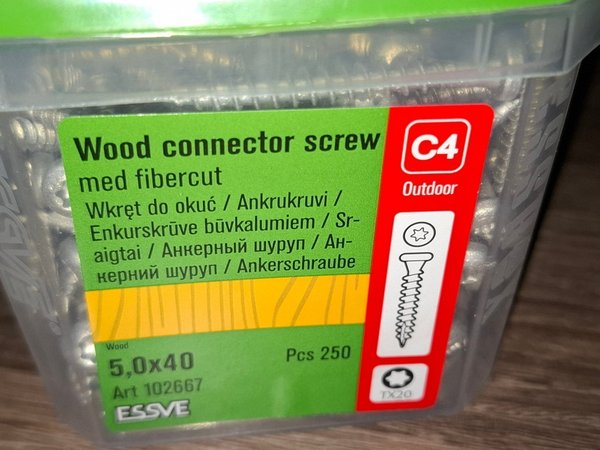 Wood connector screw
med fibercut
Wkręt do okuć / Ankrukruvi /
Enkurskrūve būvkalumiem / Sr-
aigtai / Анкерный шуруп / Ан-
керний шуруп / Ankerschraube
Wood
5,0x40
Pcs 250
Art 102667
ESSVE
C4
Outdoor
TX20